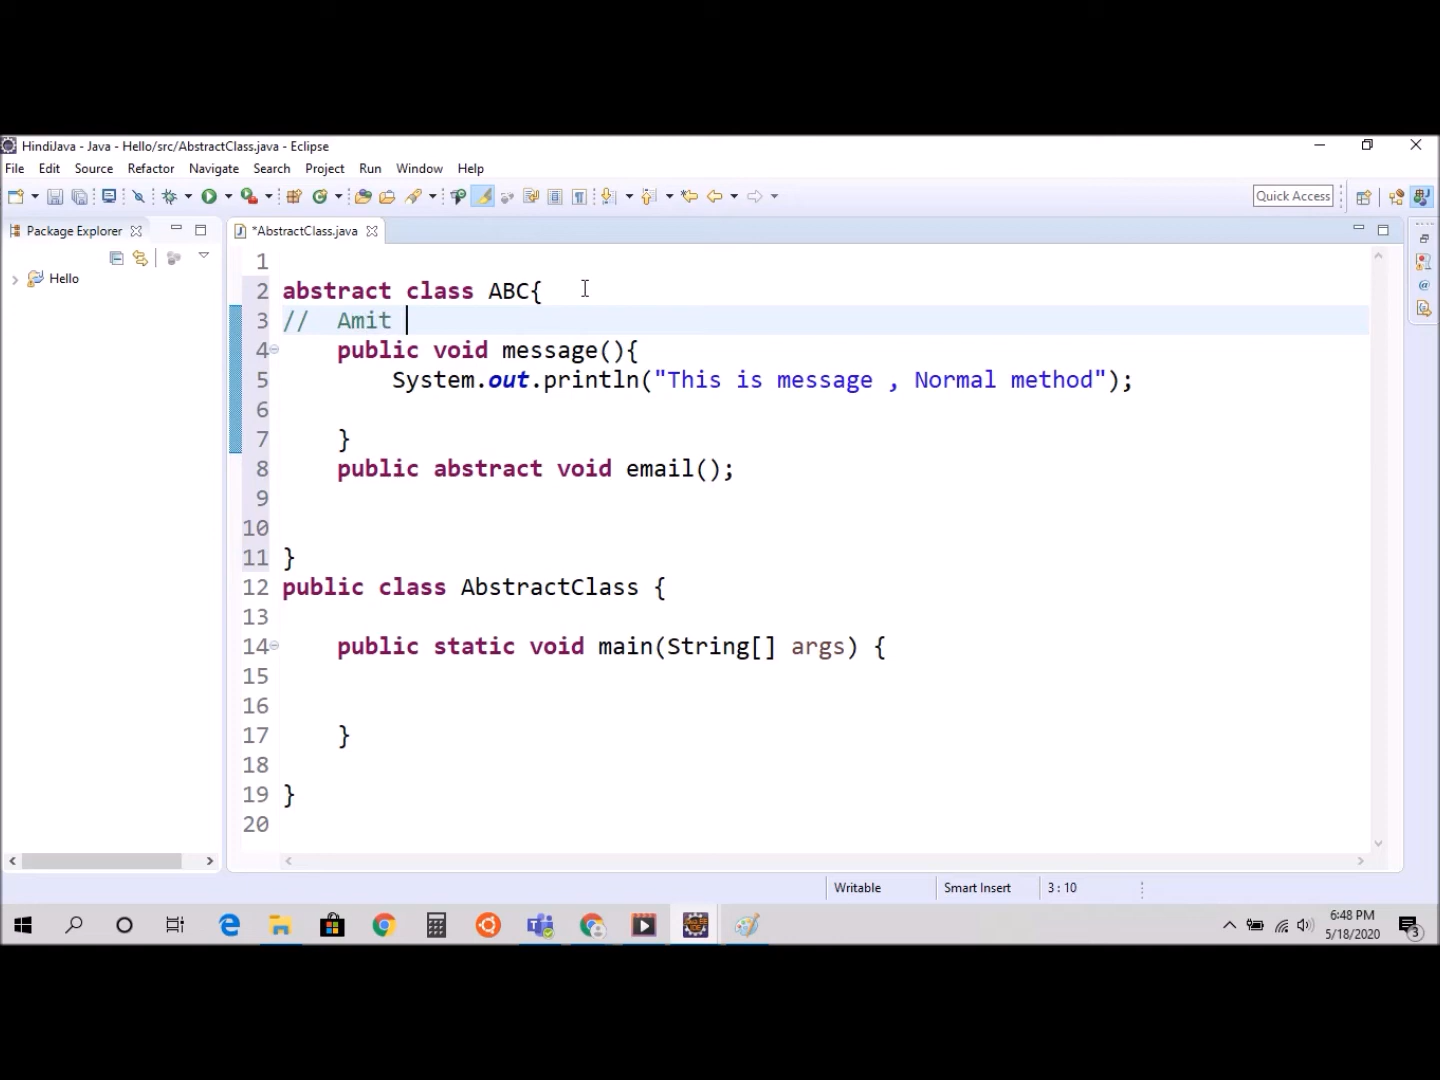 HindiJava - Java - Hello/src/AbstractClass.java - Eclipse
File Edit Source Refactor Navigate Search Project Run Window Help
Quick Access
Package Explorer
*AbstractClass.java
Hello
1
2 abstract class ABC{
3 //  Amit
4     public void message(){
5         System.out.println("This is message , Normal method");
6
7     }
8     public abstract void email();
9
10
11 }
12 public class AbstractClass {
13
14     public static void main(String[] args) {
15
16
17     }
18
19 }
20
Writable Smart Insert 3 : 10
6:48 PM
5/18/2020
3